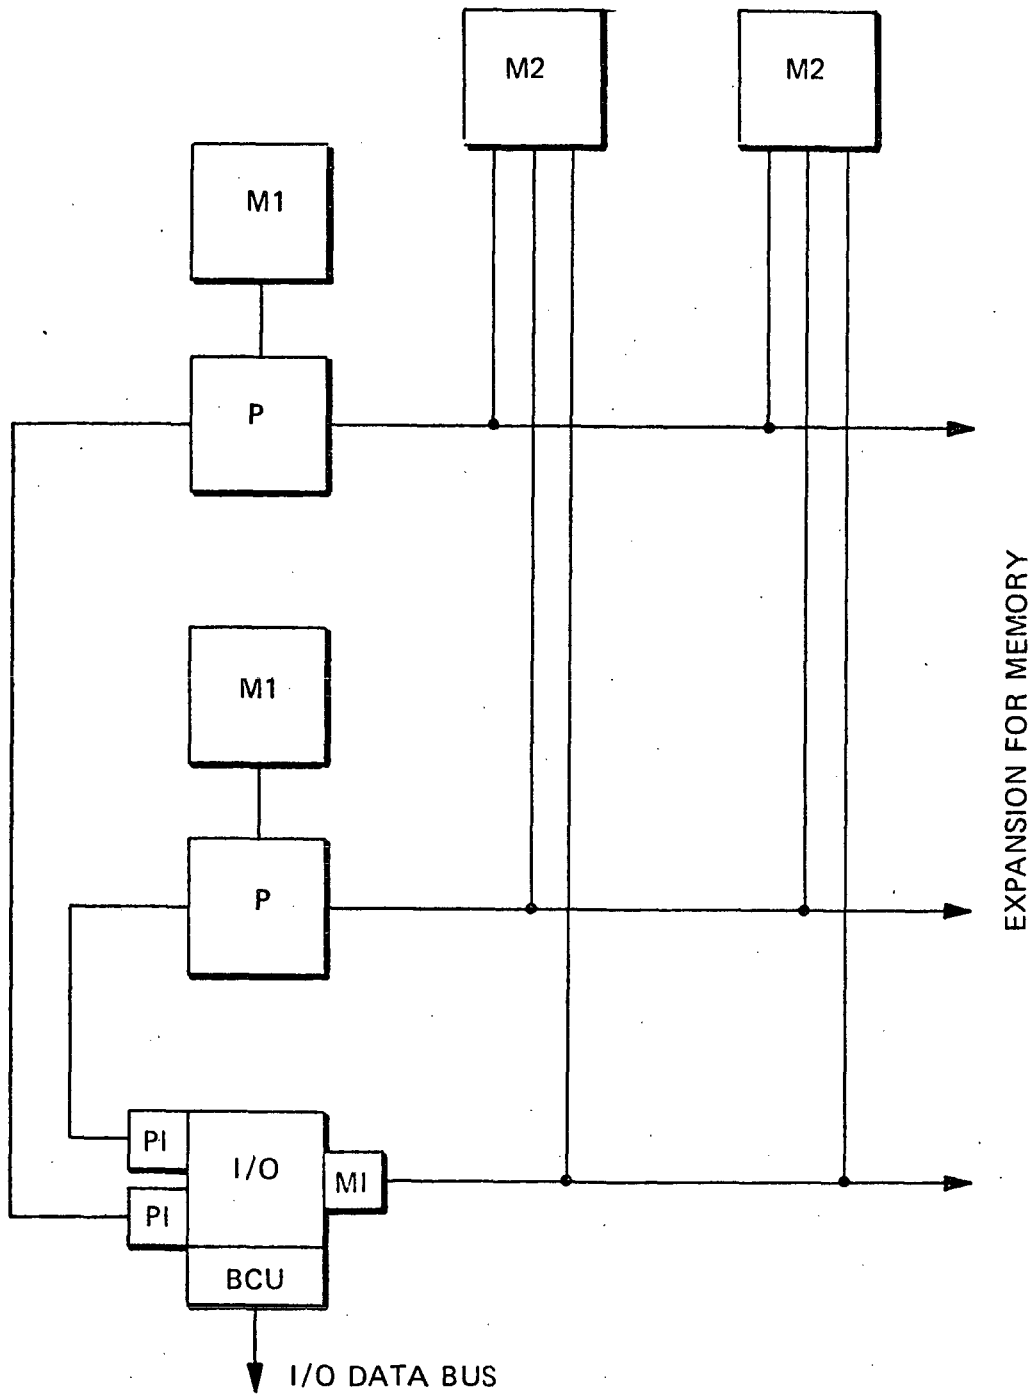 M2
M2
M1
P
M1
P
EXPANSION FOR MEMORY
PI
I/O
MI
PI
BCU
I/O DATA BUS